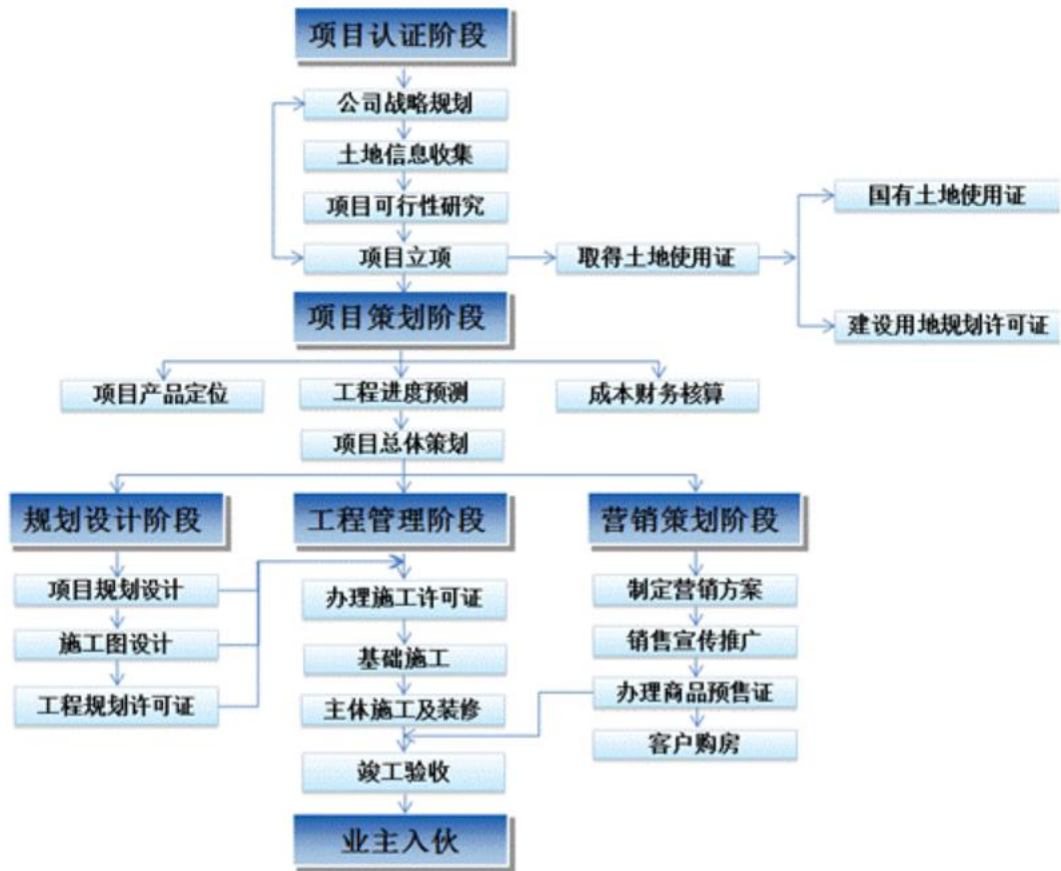 项目认证阶段
公司战略规划
土地信息收集
项目可行性研究
项目立项
取得土地使用证
国有土地使用证
建设用地规划许可证
项目策划阶段
项目产品定位
工程进度预测
成本财务核算
项目总体策划
规划设计阶段
项目规划设计
施工图设计
工程规划许可证
工程管理阶段
办理施工许可证
基础施工
主体施工及装修
竣工验收
营销策划阶段
制定营销方案
销售宣传推广
办理商品预售证
客户购房
业主入伙